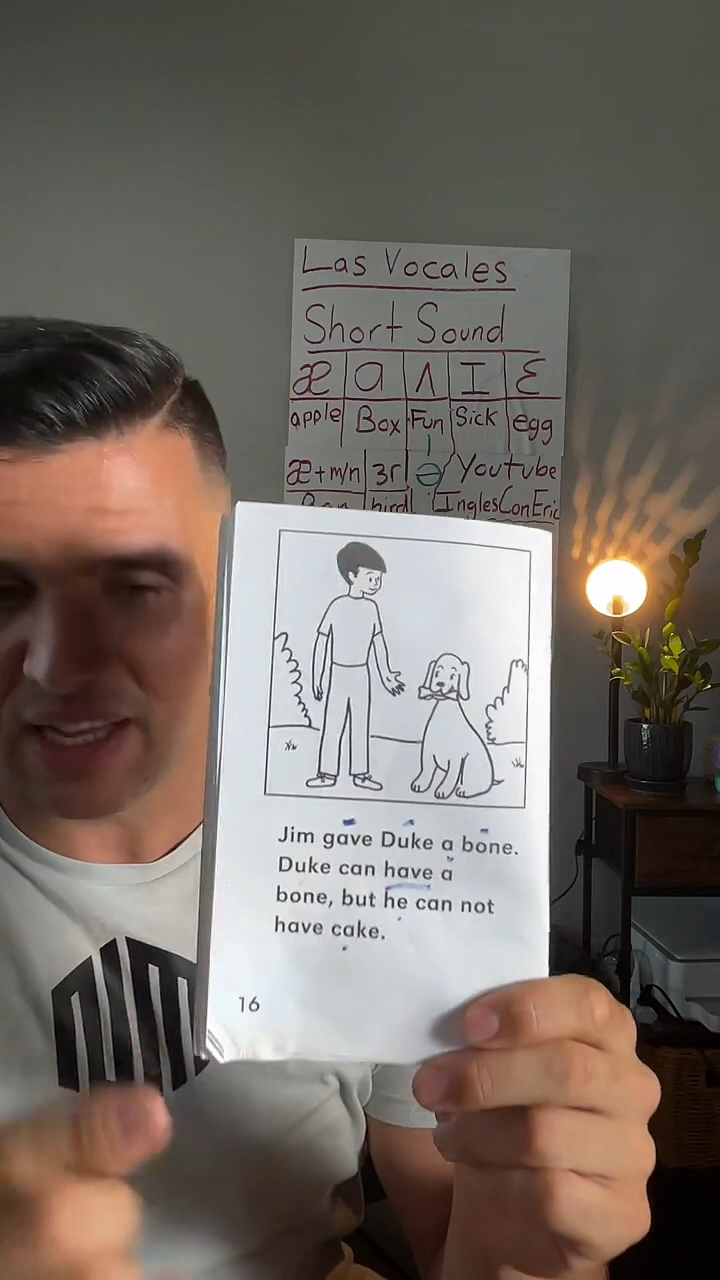 Las Vocales
Short Sound
æ a ʌ I ɛ
apple Box Fun Sick egg
æ+m/n ɜr ə Youtube
bird InglesConEric
Jim gave Duke a bone.
Duke can have a
bone, but he can not
have cake.
16